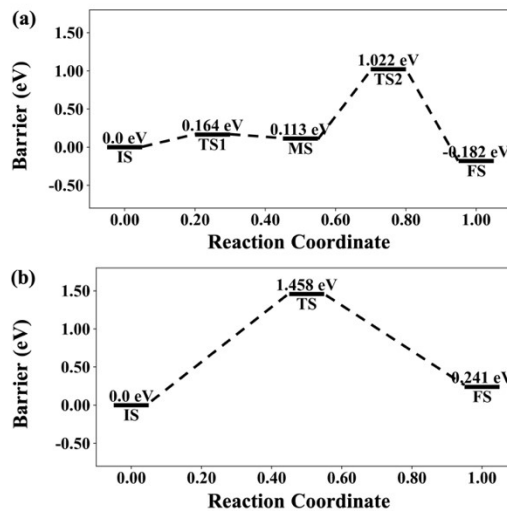 (a)
1.50
1.00
0.50
0.00
-0.50
Barrier (eV)
0.0 eV
IS
0.164 eV
TS1
0.113 eV
MS
1.022 eV
TS2
-0.182 eV
FS
0.00 0.20 0.40 0.60 0.80 1.00
Reaction Coordinate
(b)
1.50
1.00
0.50
0.00
-0.50
Barrier (eV)
0.0 eV
IS
1.458 eV
TS
0.241 eV
FS
0.00 0.20 0.40 0.60 0.80 1.00
Reaction Coordinate